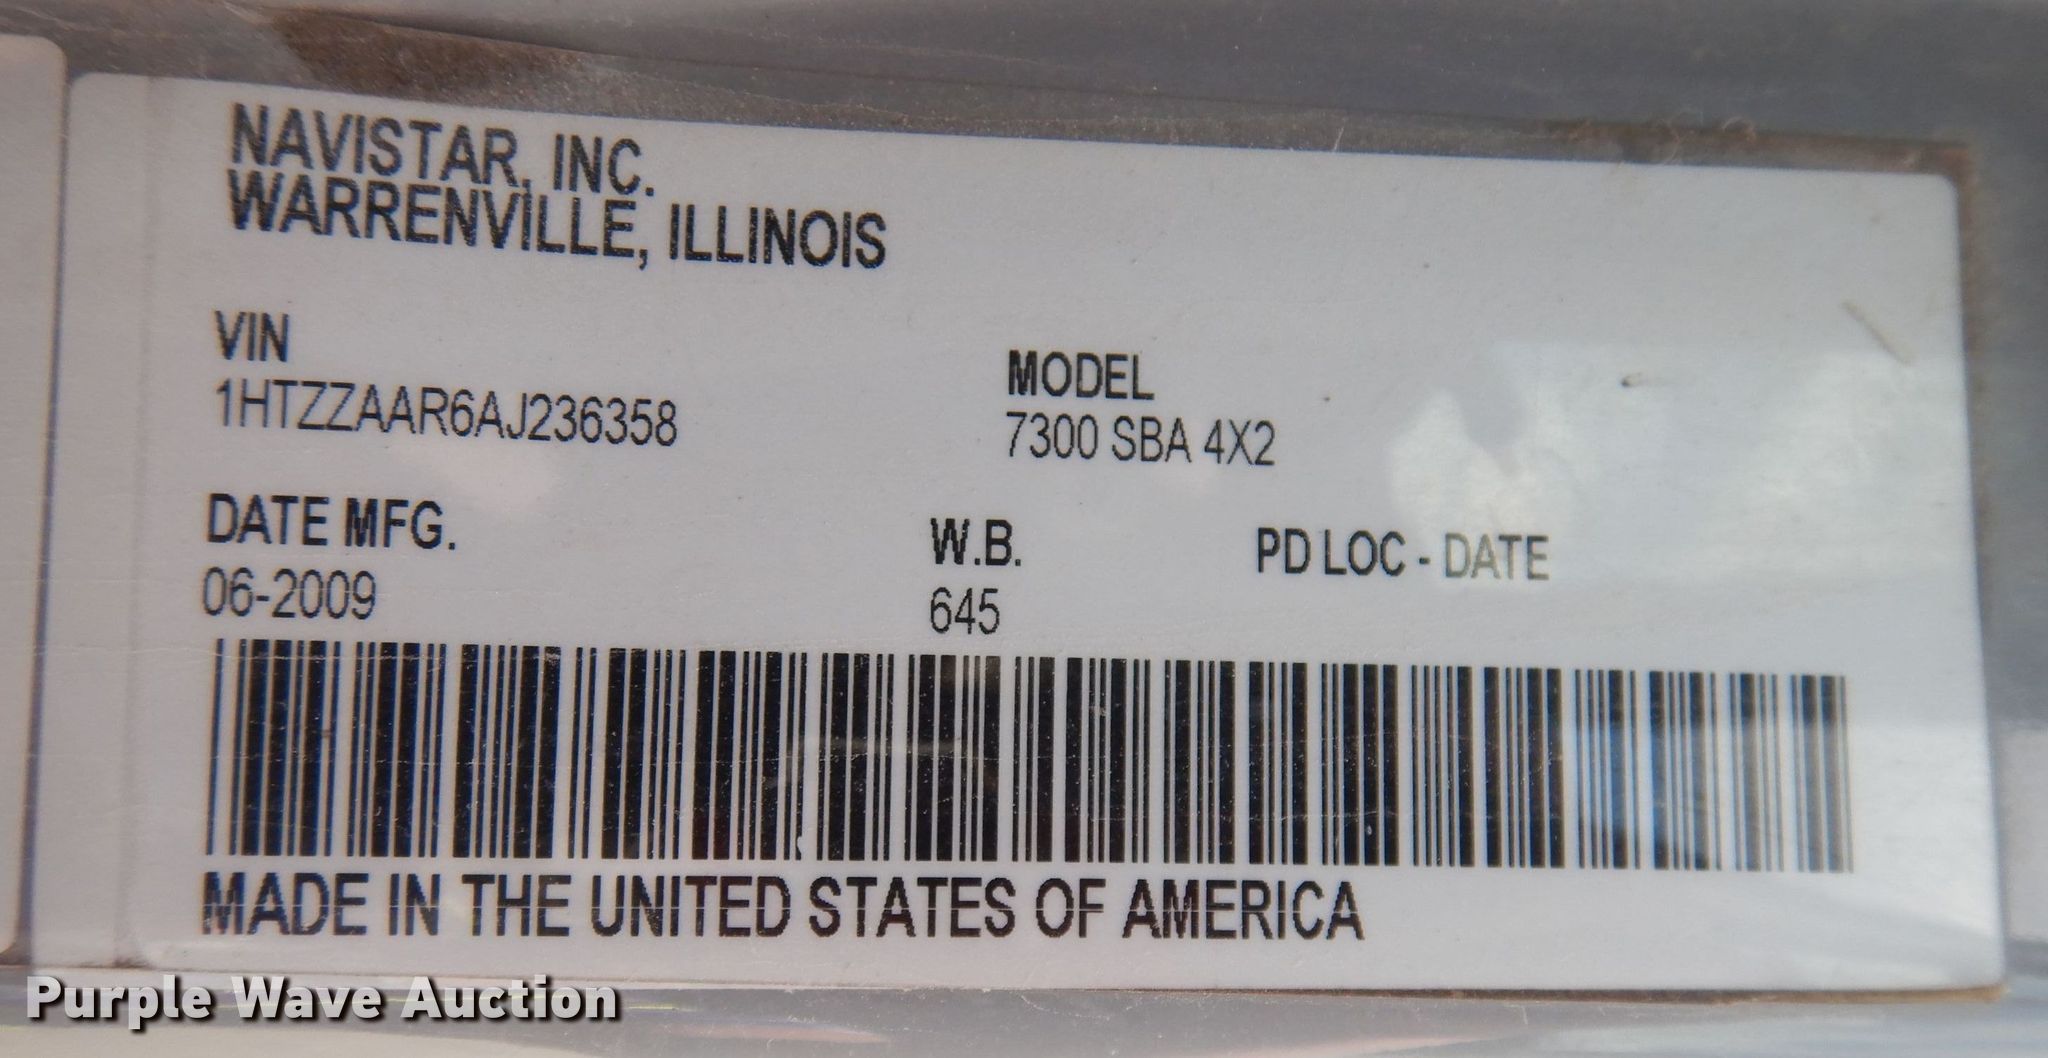 NAVISTAR, INC.
WARRENVILLE, ILLINOIS
VIN
1HTZZAAR6AJ236358
MODEL
7300 SBA 4X2
DATE MFG.
06-2009
W.B.
645
PD LOC - DATE
MADE IN THE UNITED STATES OF AMERICA
Purple Wave Auction